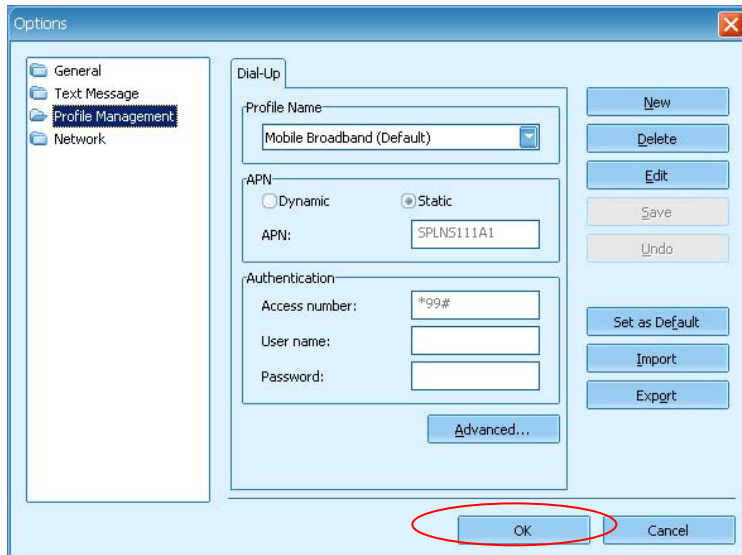 Options
General
Text Message
Profile Management
Network
Dial-Up
Profile Name
Mobile Broadband (Default)
APN
Dynamic
Static
APN:
SPLNS111A1
Authentication
Access number:
*99#
User name:
Password:
Advanced...
New
Delete
Edit
Save
Undo
Set as Default
Import
Export
OK
Cancel